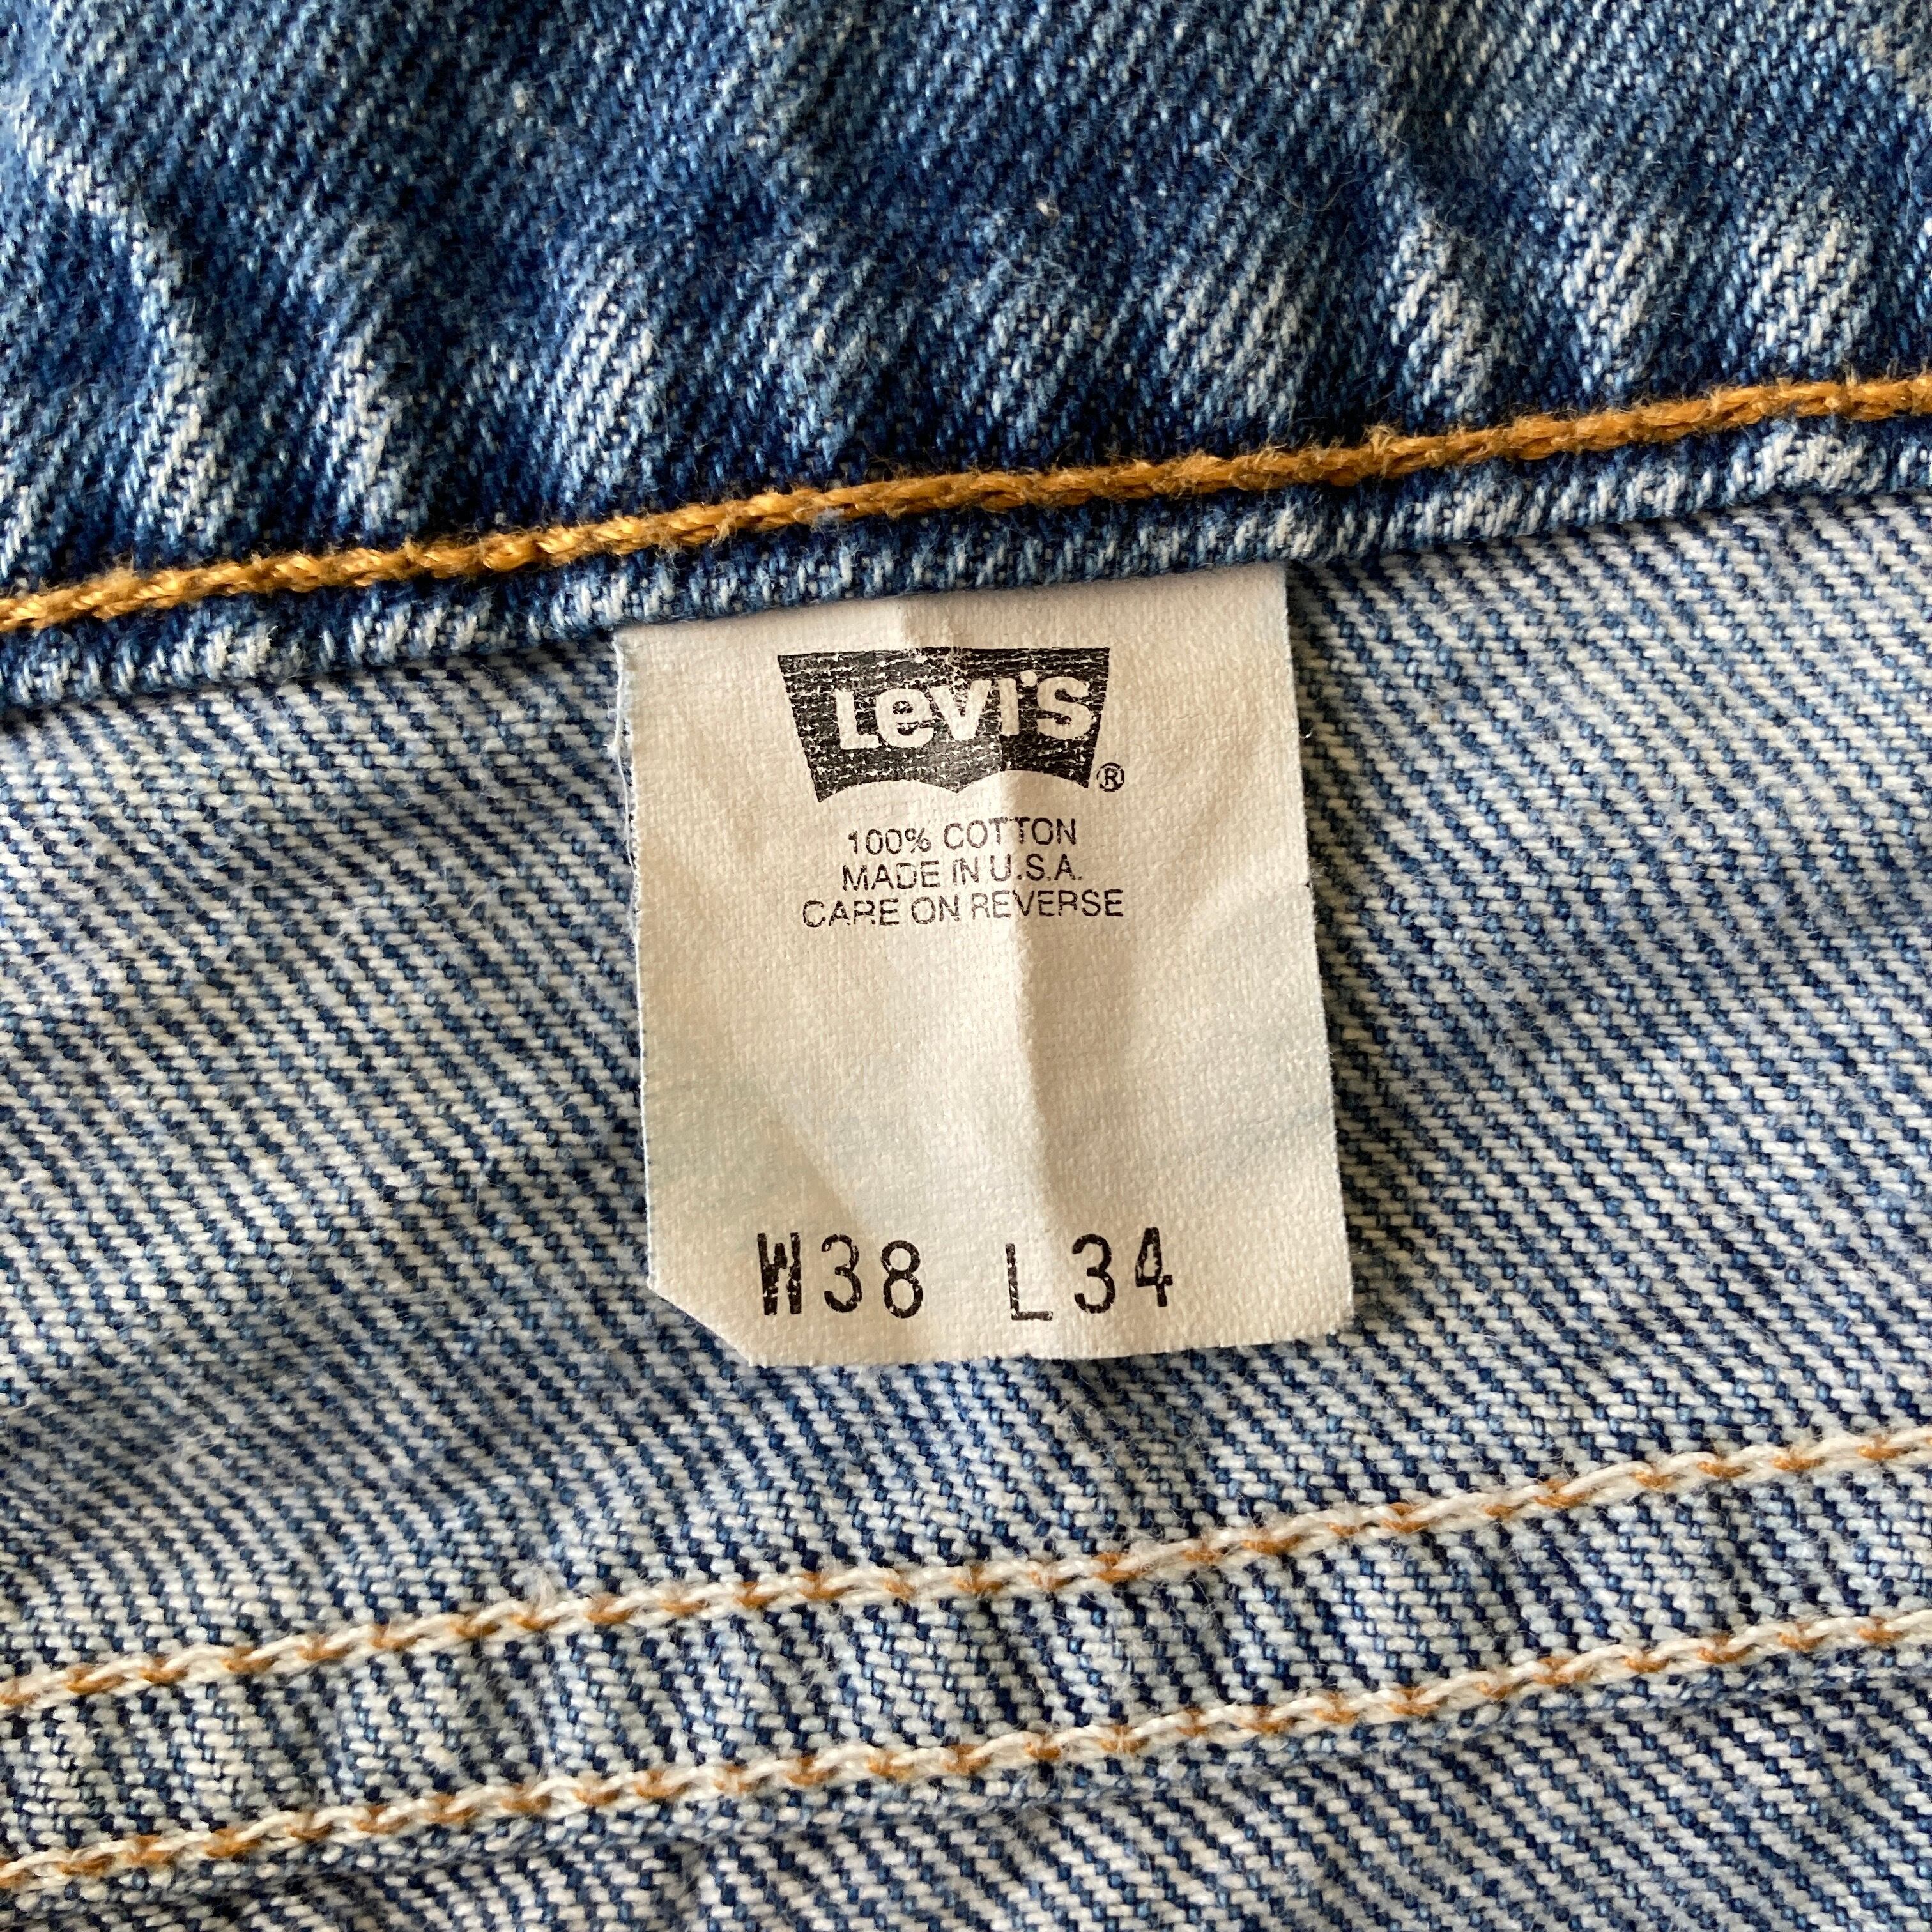 Levi's®
100% COTTON
MADE IN U.S.A.
CARE ON REVERSE
W38 L34